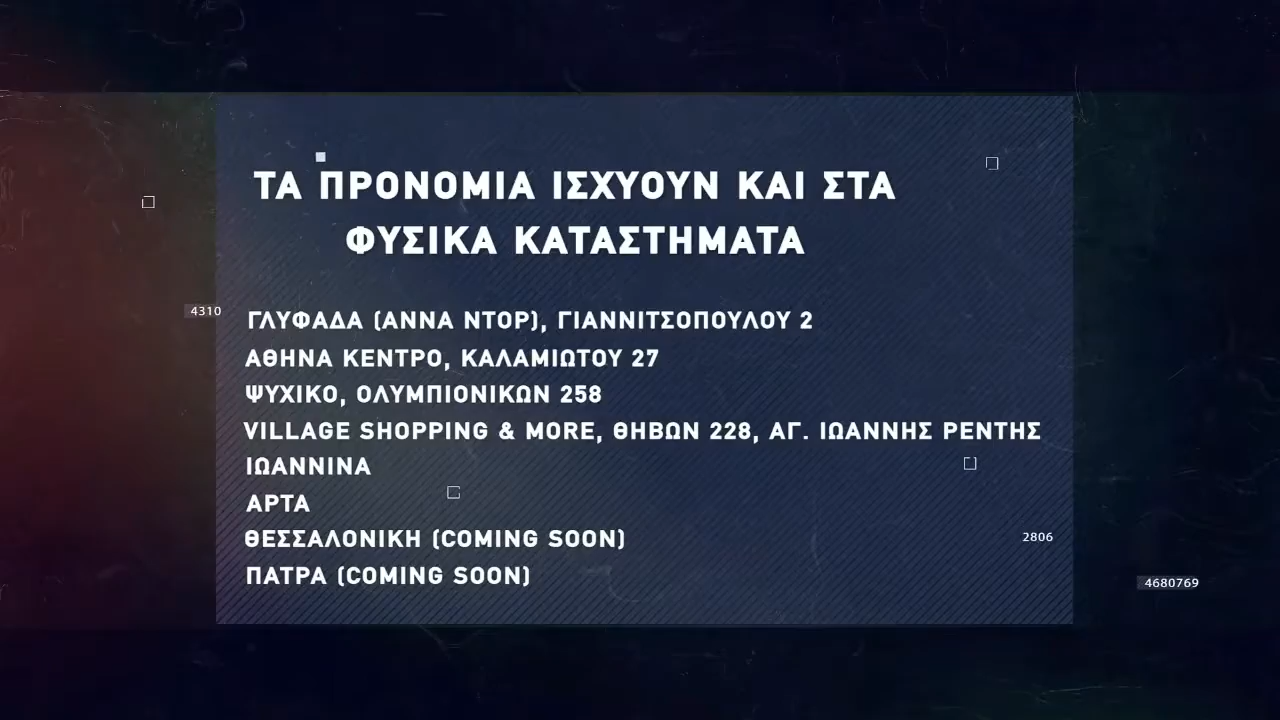 ΤΑ ΠΡΟΝΟΜΙΑ ΙΣΧΥΟΥΝ ΚΑΙ ΣΤΑ
ΦΥΣΙΚΑ ΚΑΤΑΣΤΗΜΑΤΑ
4310
ΓΛΥΦΑΔΑ (ΑΝΝΑ ΝΤΟΡ), ΓΙΑΝΝΙΤΣΟΠΟΥΛΟΥ 2
ΑΘΗΝΑ ΚΕΝΤΡΟ, ΚΑΛΑΜΙΩΤΟΥ 27
ΨΥΧΙΚΟ, ΟΛΥΜΠΙΟΝΙΚΩΝ 258
VILLAGE SHOPPING & MORE, ΘΗΒΩΝ 228, ΑΓ. ΙΩΑΝΝΗΣ ΡΕΝΤΗΣ
ΙΩΑΝΝΙΝΑ
ΑΡΤΑ
ΘΕΣΣΑΛΟΝΙΚΗ (COMING SOON)
2806
ΠΑΤΡΑ (COMING SOON)
4680769